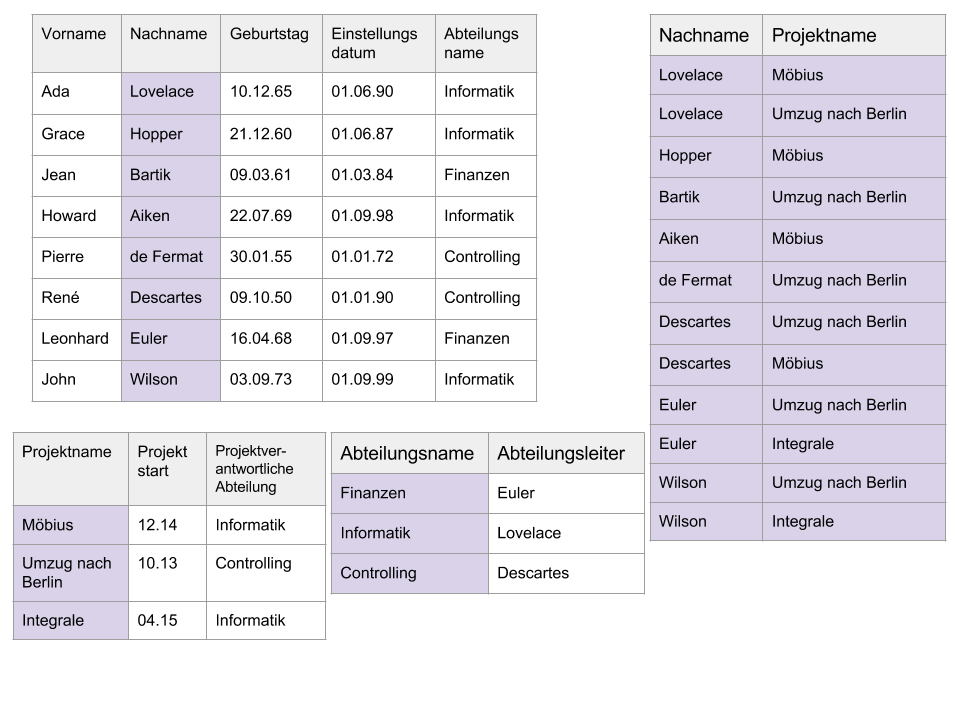 Vorname Nachname Geburtstag Einstellungs Abteilungs
datum name
Ada Lovelace 10.12.65 01.06.90 Informatik
Grace Hopper 21.12.60 01.06.87 Informatik
Jean Bartik 09.03.61 01.03.84 Finanzen
Howard Aiken 22.07.69 01.09.98 Informatik
Pierre de Fermat 30.01.55 01.01.72 Controlling
René Descartes 09.10.50 01.01.90 Controlling
Leonhard Euler 16.04.68 01.09.97 Finanzen
John Wilson 03.09.73 01.09.99 Informatik
Nachname Projektname
Lovelace Möbius
Lovelace Umzug nach Berlin
Hopper Möbius
Bartik Umzug nach Berlin
Aiken Möbius
de Fermat Umzug nach Berlin
Descartes Umzug nach Berlin
Descartes Möbius
Euler Umzug nach Berlin
Euler Integrale
Wilson Umzug nach Berlin
Wilson Integrale
Projektname Projekt Projektver-
start antwortliche
Abteilung
Möbius 12.14 Informatik
Umzug nach 10.13 Controlling
Berlin
Integrale 04.15 Informatik
Abteilungsname Abteilungsleiter
Finanzen Euler
Informatik Lovelace
Controlling Descartes